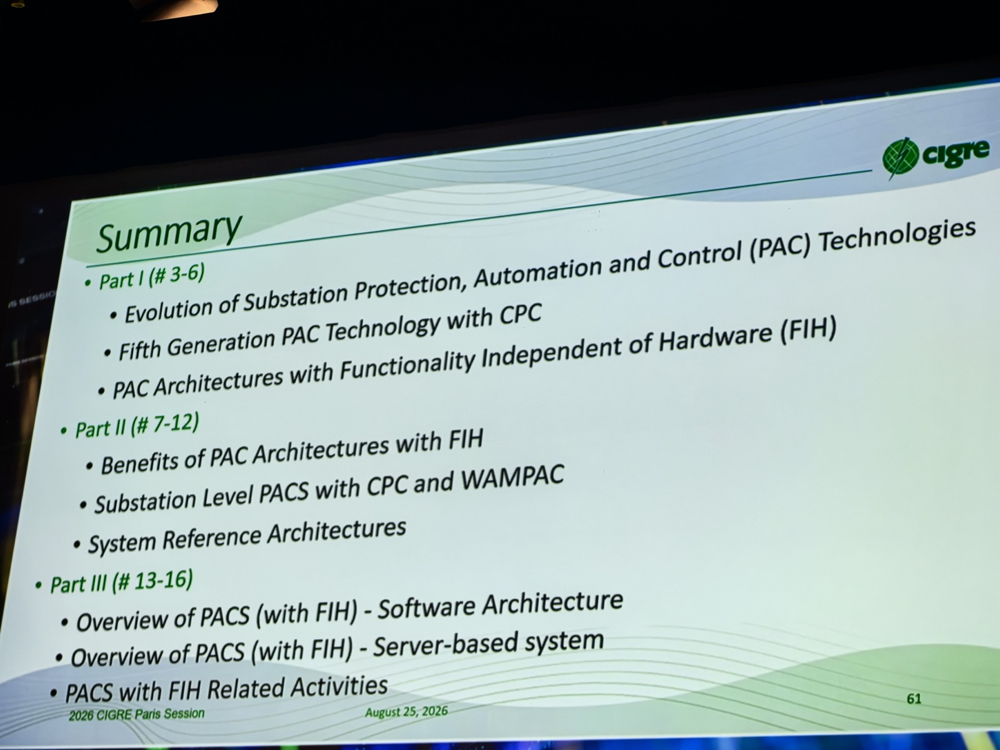 cigre
Summary
• Part I (# 3-6)
• Evolution of Substation Protection, Automation and Control (PAC) Technologies
• Fifth Generation PAC Technology with CPC
• PAC Architectures with Functionality Independent of Hardware (FIH)
• Part II (# 7-12)
• Benefits of PAC Architectures with FIH
• Substation Level PACS with CPC and WAMPAC
• System Reference Architectures
• Part III (# 13-16)
• Overview of PACS (with FIH) - Software Architecture
• Overview of PACS (with FIH) - Server-based system
• PACS with FIH Related Activities
2026 CIGRE Paris Session August 25, 2026 61